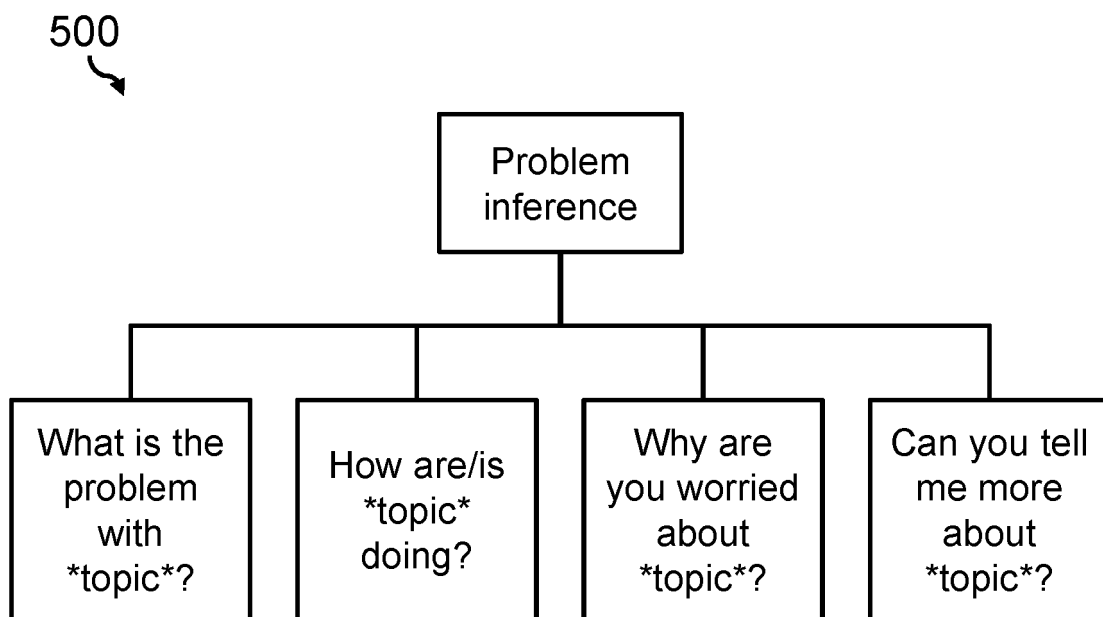 500
Problem
inference
What is the
problem
with
*topic*?
How are/is
*topic*
doing?
Why are
you worried
about
*topic*?
Can you tell
me more
about
*topic*?